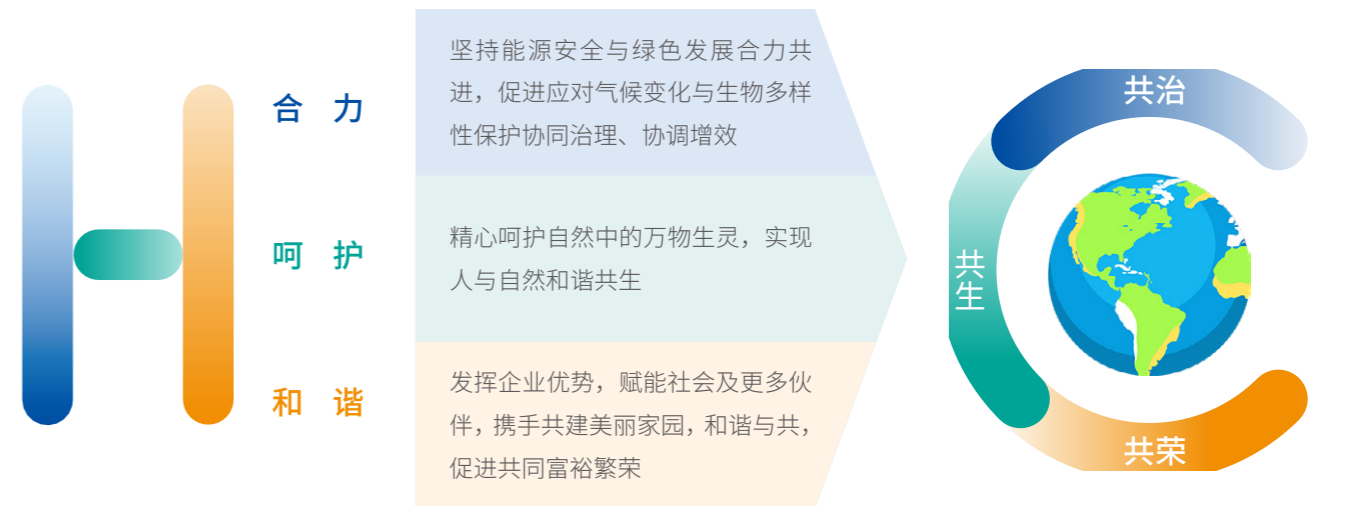 合 力
坚持能源安全与绿色发展合力共
进，促进应对气候变化与生物多样
性保护协同治理、协调增效
呵 护
精心呵护自然中的万物生灵，实现
人与自然和谐共生
和 谐
发挥企业优势，赋能社会及更多伙
伴，携手共建美丽家园，和谐与共，
促进共同富裕繁荣
共治
共
生
共荣